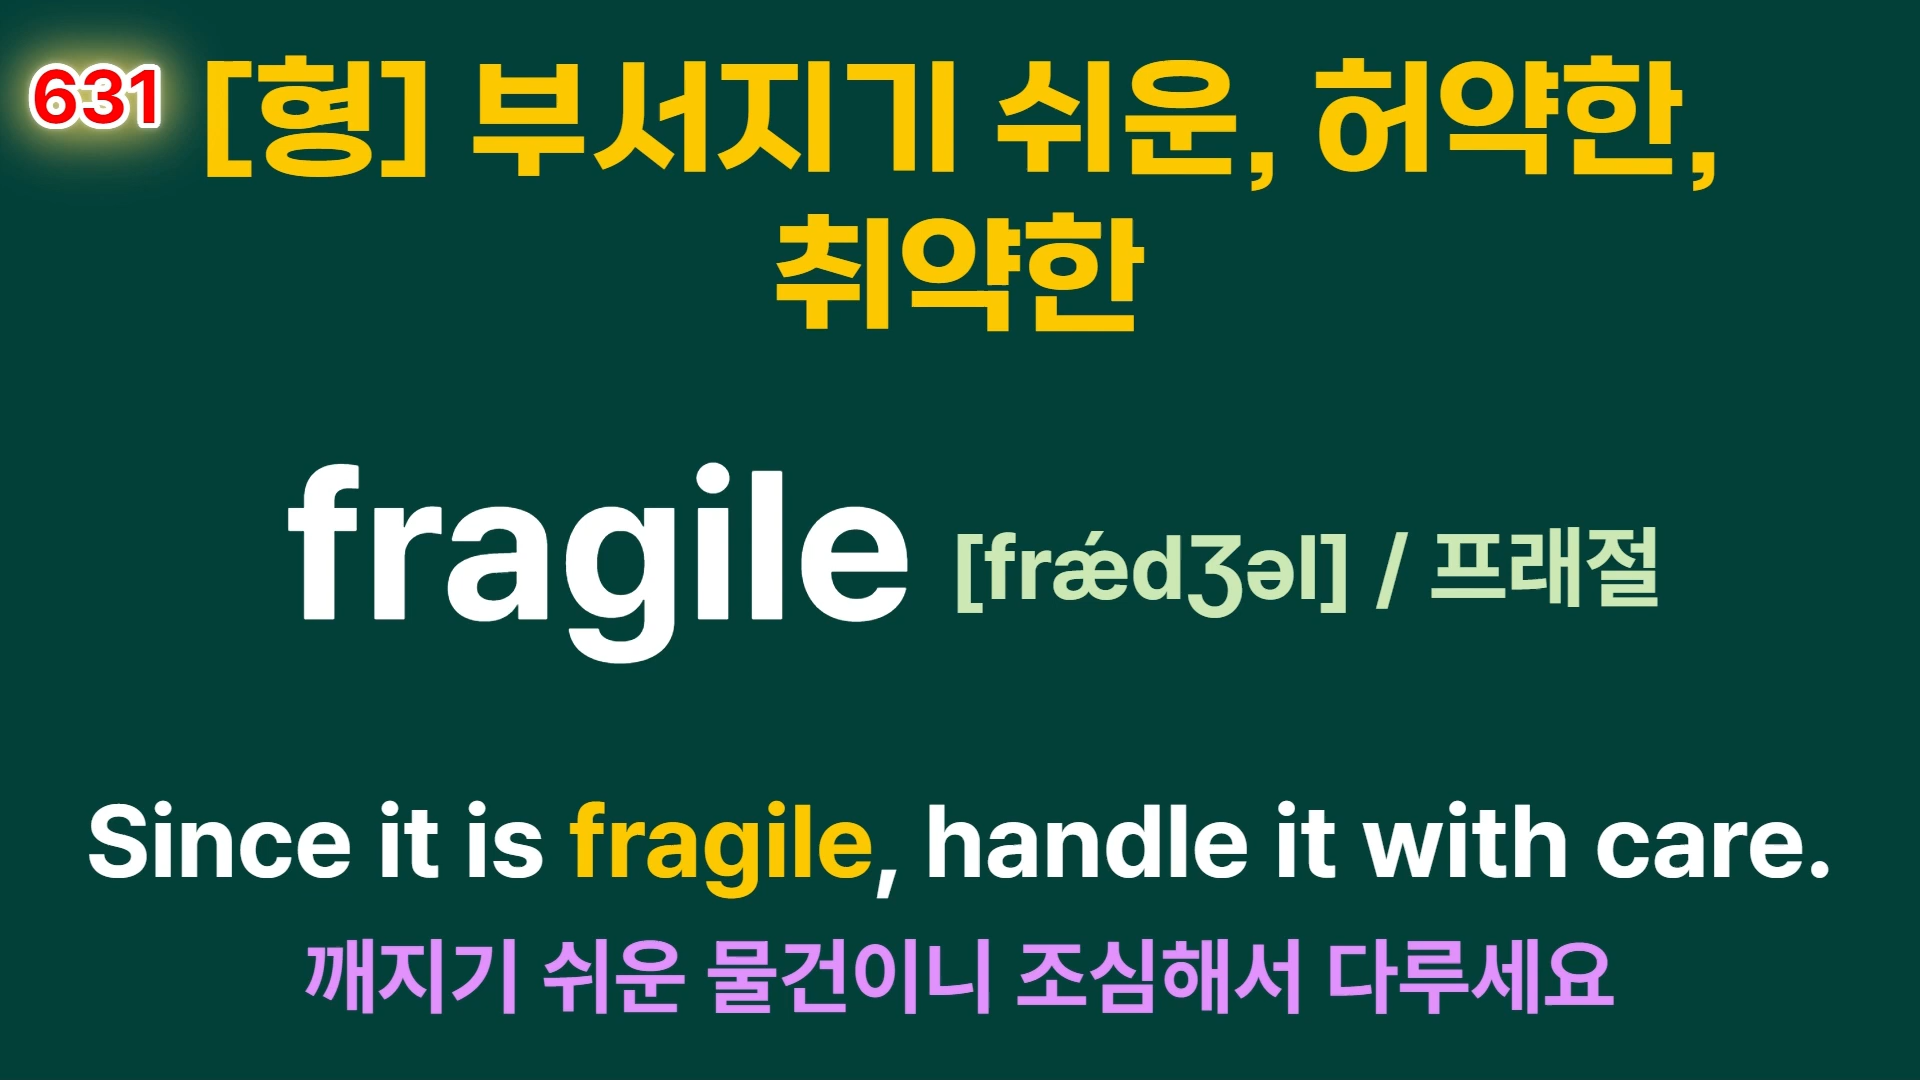 631
[형] 부서지기 쉬운, 허약한,
취약한
fragile [frǽdʒəl] / 프래절
Since it is fragile, handle it with care.
깨지기 쉬운 물건이니 조심해서 다루세요